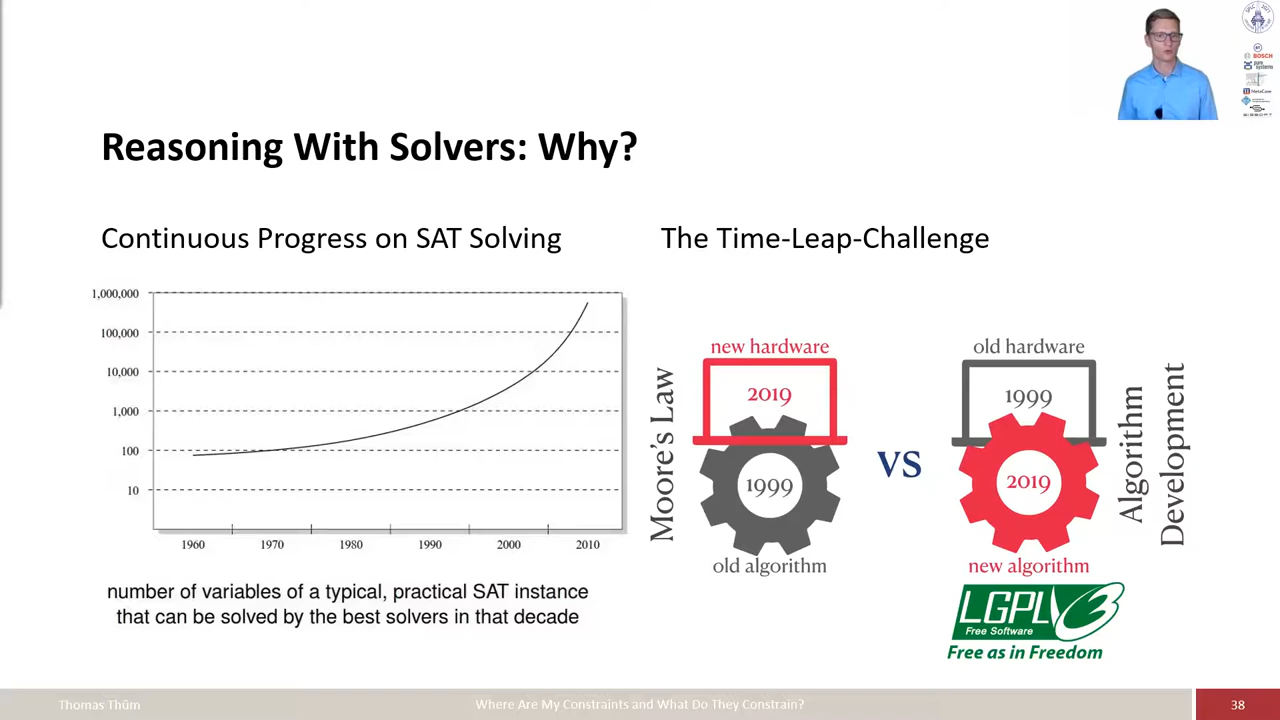 BOSCH
Reasoning With Solvers: Why?
Continuous Progress on SAT Solving
1,000,000
100,000
10,000
1,000
100
10
1960 1970 1980 1990 2000 2010
number of variables of a typical, practical SAT instance
that can be solved by the best solvers in that decade
The Time-Leap-Challenge
Moore's Law
new hardware
2019
1999
old algorithm
vs
old hardware
1999
2019
new algorithm
Algorithm
Development
LGPLv3
Free Software
Free as in Freedom
Thomas Thüm
Where Are My Constraints and What Do They Constrain?
38